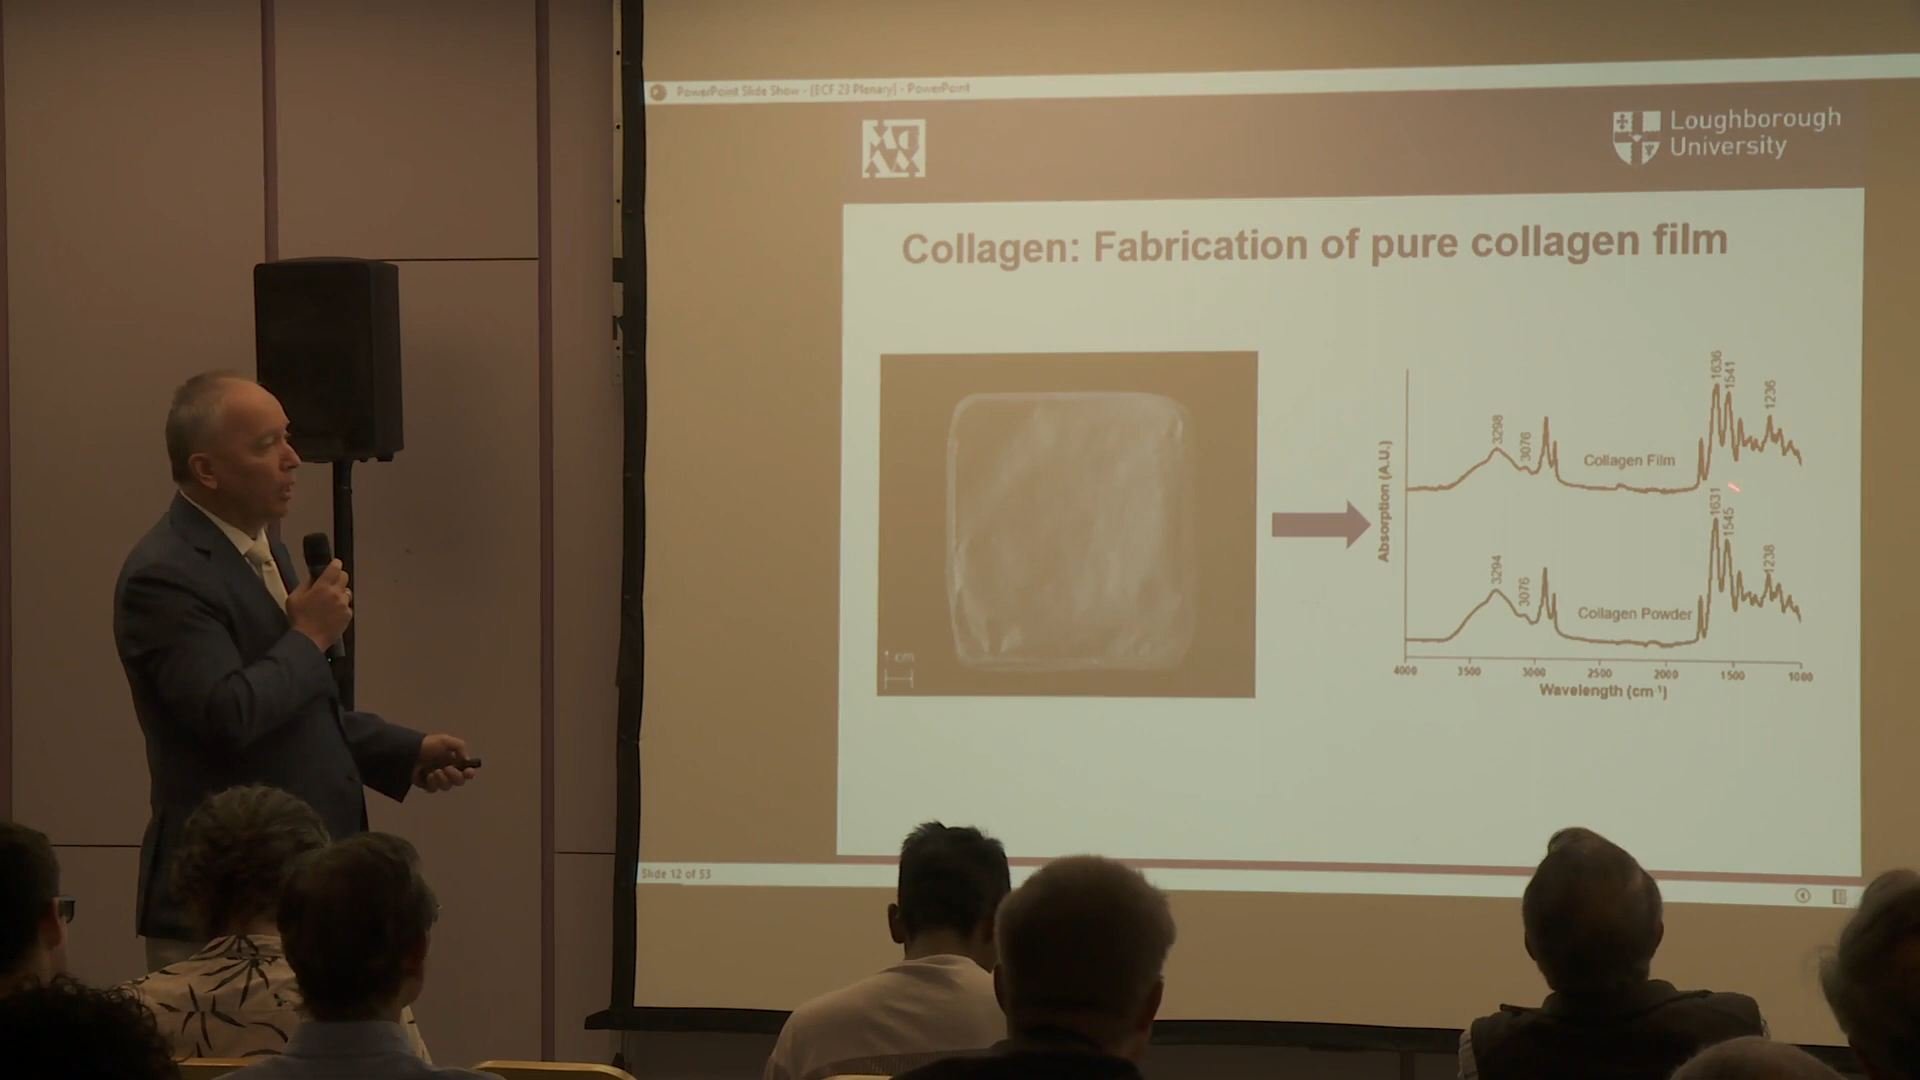 PowerPoint Slide Show - [ECF 23 Plenary] - PowerPoint
Loughborough
University
Collagen: Fabrication of pure collagen film
cm
Absorption (A.U.)
3298
3076
1636
1541
1236
Collagen Film
3294
3076
1631
1545
1238
Collagen Powder
4000 3500 3000 2500 2000 1500 1000
Wavelength (cm⁻¹)
Slide 12 of 53